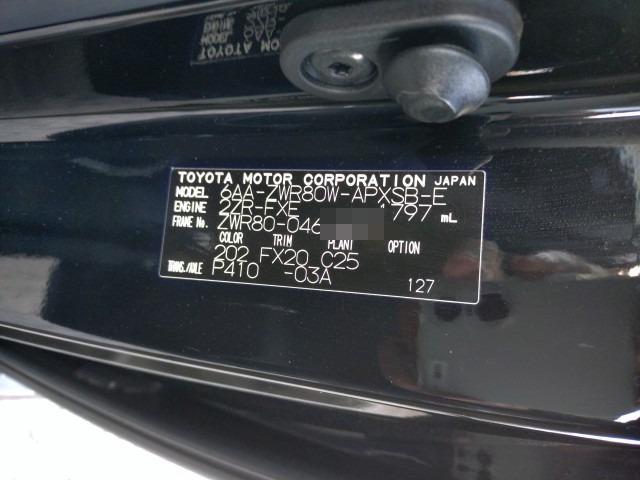 TOYOTA MOTOR CORPORATION JAPAN
MODEL 6AA-ZWR80W-APXSB-E
ENGINE 2ZR-FXE 1797 mL
FRAME No. ZWR80-046
COLOR TRIM PLANT OPTION
202 FX20 C25
TRANS./AXLE P410 -03A
127